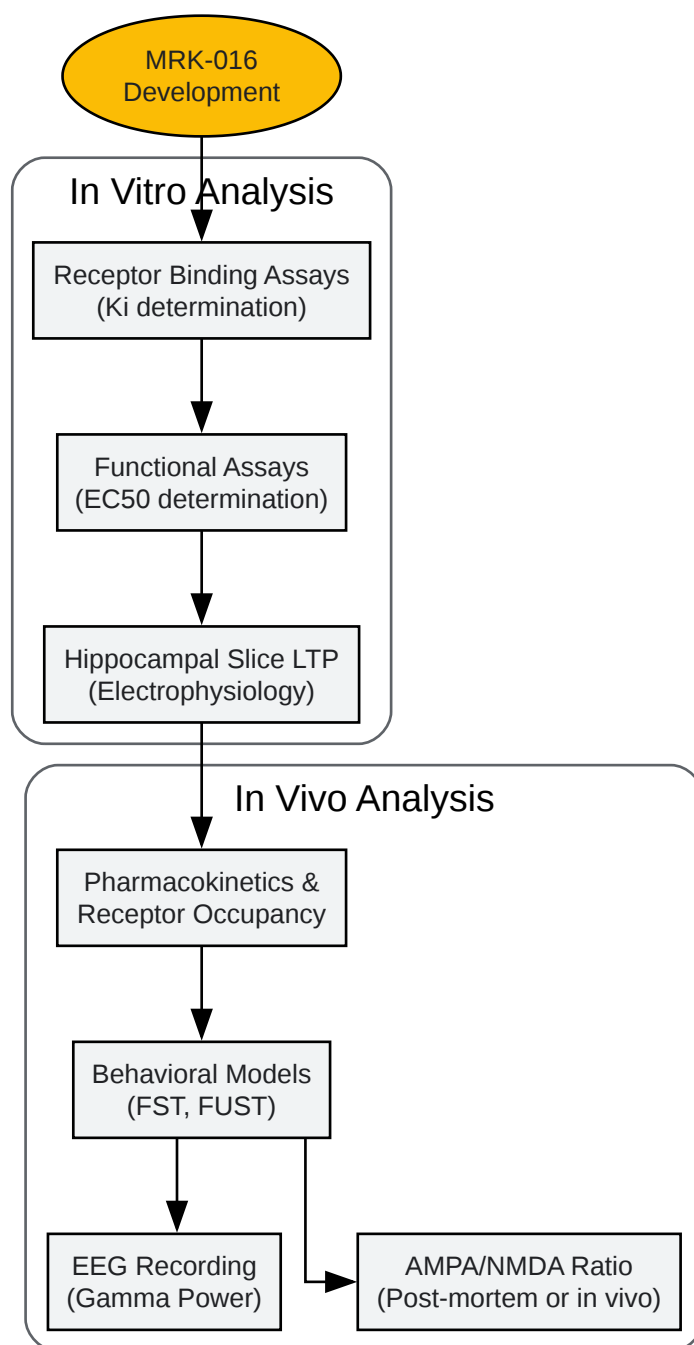 MRK-016
Development
In Vitro Analysis
Receptor Binding Assays
(Ki determination)
Functional Assays
(EC50 determination)
Hippocampal Slice LTP
(Electrophysiology)
In Vivo Analysis
Pharmacokinetics &
Receptor Occupancy
Behavioral Models
(FST, FUST)
EEG Recording
(Gamma Power)
AMPA/NMDA Ratio
(Post-mortem or in vivo)